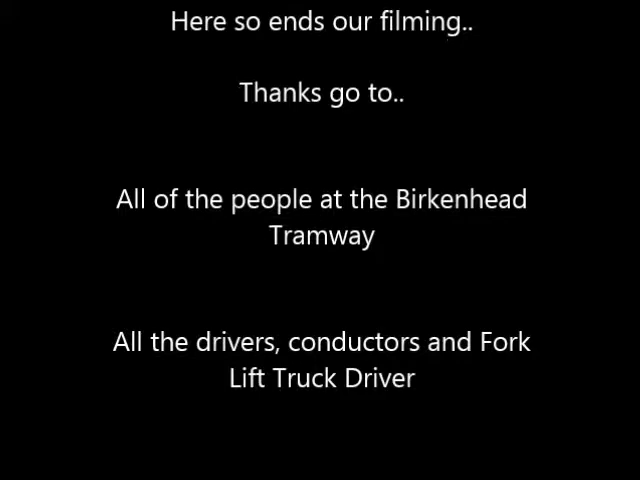 Here so ends our filming..
Thanks go to..
All of the people at the Birkenhead
Tramway
All the drivers, conductors and Fork
Lift Truck Driver